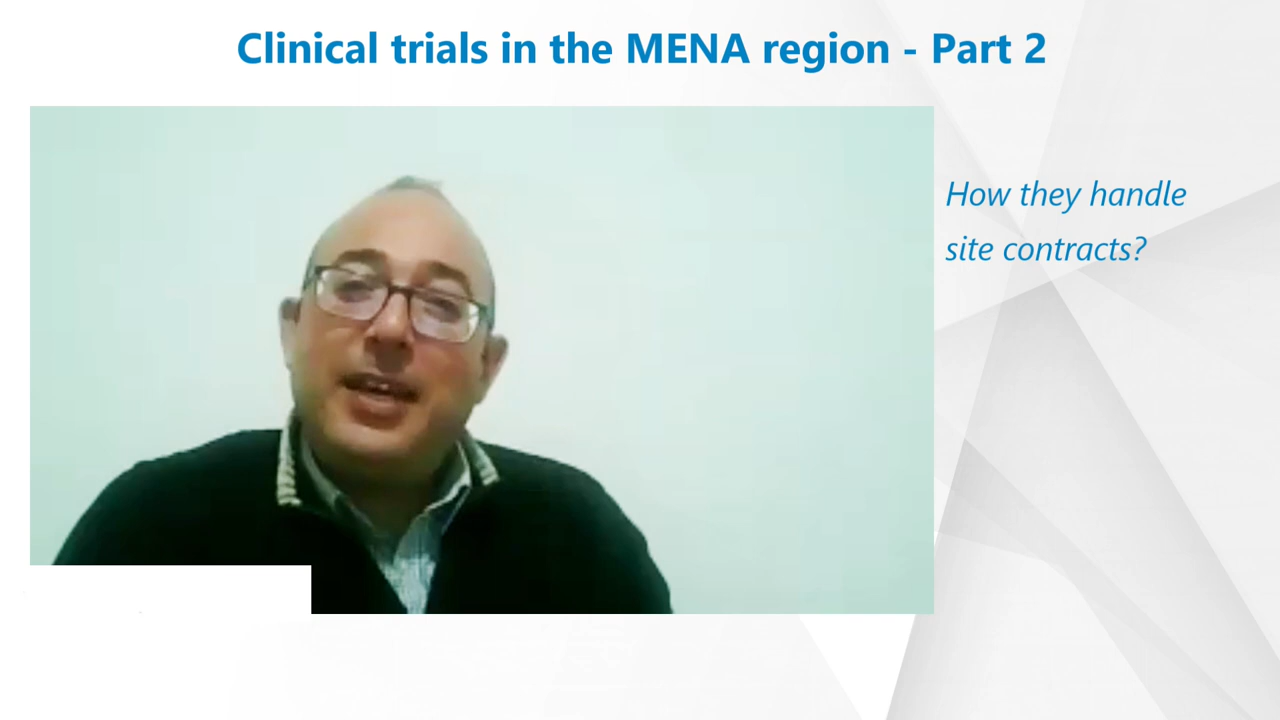 Clinical trials in the MENA region - Part 2
How they handle
site contracts?